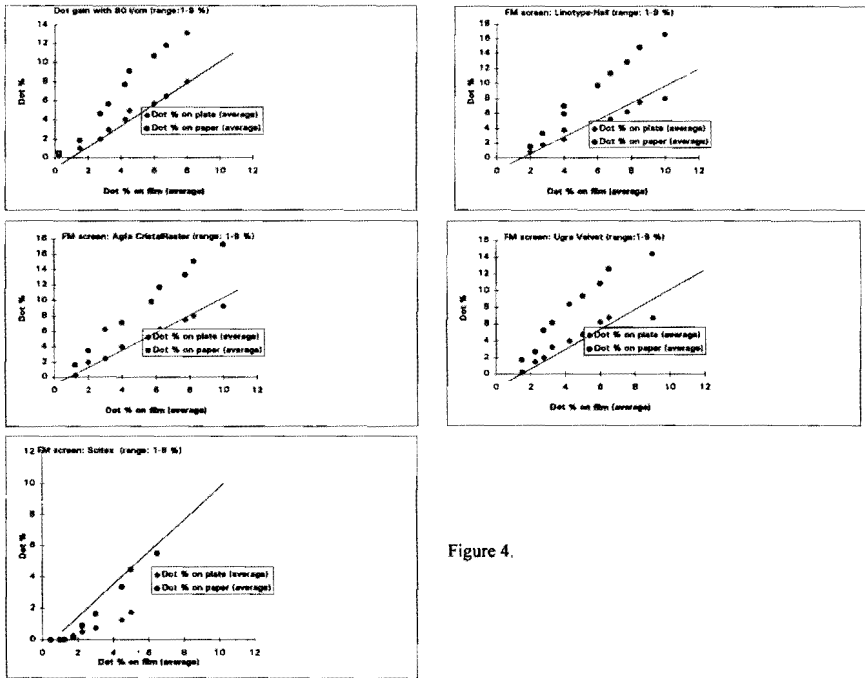 Dot gain with 80 l/cm (range:1-9 %)
14
12
10
8
6
4
2
0
Dot %
Dot % on plate (average)
Dot % on paper (average)
0 2 4 6 8 10 12
Dot % on film (average)
FM screen: Linotype-Hell (range: 1-9 %)
18
16
14
12
10
8
6
4
2
0
Dot %
Dot % on plate (average)
Dot % on paper (average)
0 2 4 6 8 10 12
Dot % on film (average)
FM screen: Agfa CristalRaster (range: 1-9 %)
18
16
14
12
10
8
6
4
2
0
Dot %
Dot % on plate (average)
Dot % on paper (average)
0 2 4 6 8 10 12
Dot % on film (average)
FM screen: Ugra Velvet (range:1-9 %)
16
14
12
10
8
6
4
2
0
Dot %
Dot % on plate (average)
Dot % on paper (average)
0 2 4 6 8 10 12
Dot % on film (average)
FM screen: Scitex (range: 1-9 %)
12
10
8
6
4
2
0
Dot %
Dot % on plate (average)
Dot % on paper (average)
0 2 4 6 8 10 12
Dot % on film (average)
Figure 4.